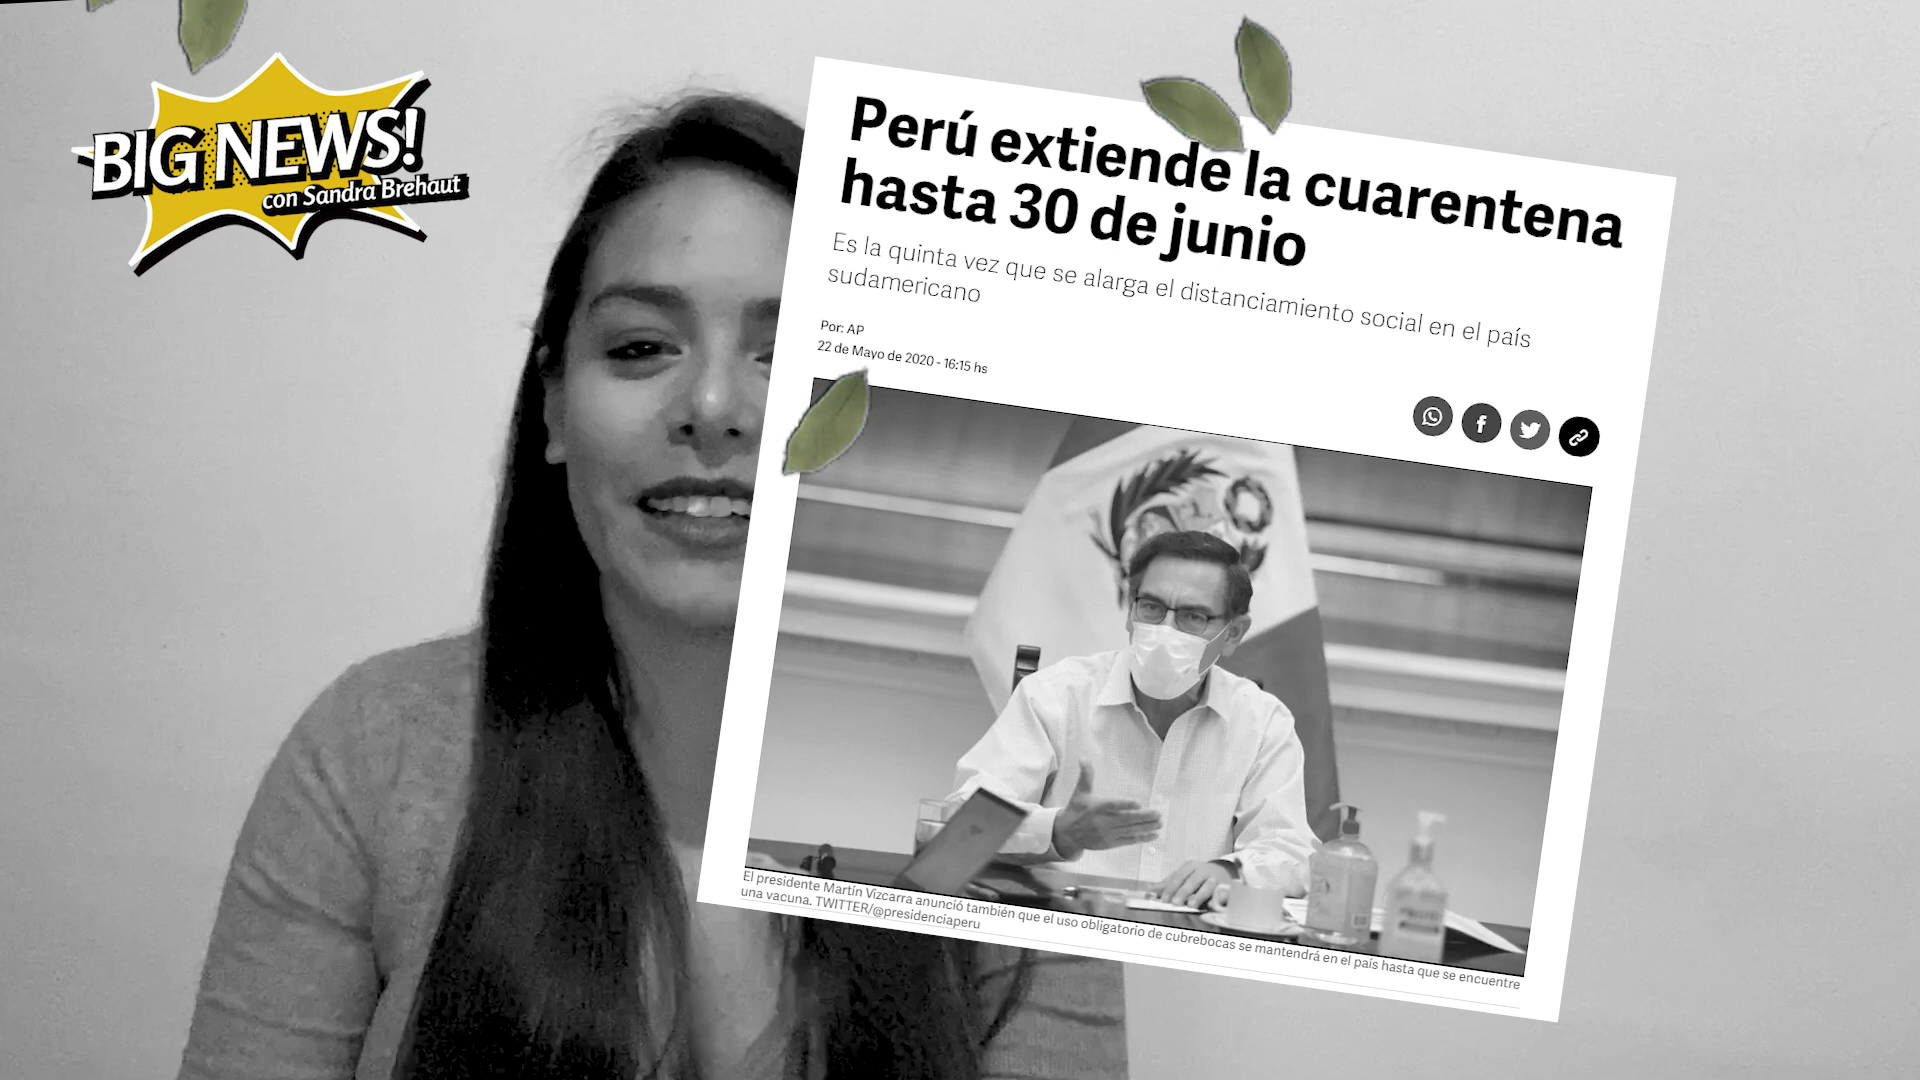 BIG NEWS!
con Sandra Brehaut
Perú extiende la cuarentena
hasta 30 de junio
Es la quinta vez que se alarga el distanciamiento social en el país
sudamericano
Por: AP
22 de Mayo de 2020 - 16:15 hs
El presidente Martín Vizcarra anunció también que el uso obligatorio de cubrebocas se mantendrá en el país hasta que se encuentre
una vacuna. TWITTER/@presidenciaperu